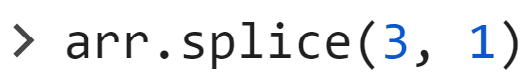 > arr.splice(3, 1)